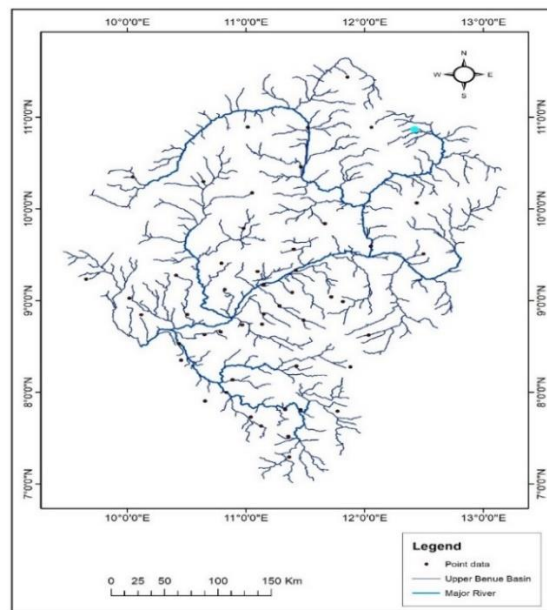 10°0'0"E 11°0'0"E 12°0'0"E 13°0'0"E
N
W E
S
11°0'0"N 11°0'0"N
10°0'0"N 10°0'0"N
9°0'0"N 9°0'0"N
8°0'0"N 8°0'0"N
7°0'0"N 7°0'0"N
10°0'0"E 11°0'0"E 12°0'0"E 13°0'0"E
Legend
Point data
Upper Benue Basin
Major River
0 25 50 100 150 Km